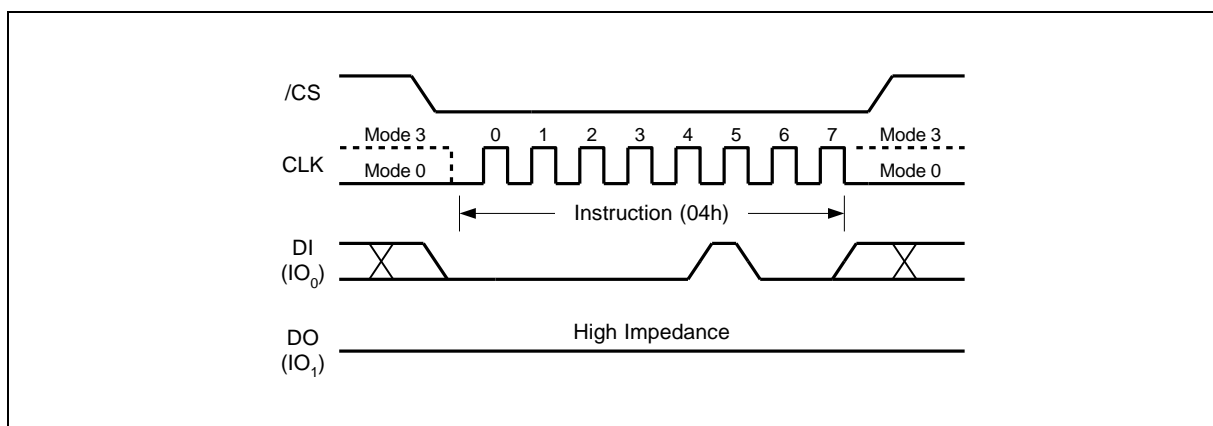 /CS
Mode 3 0 1 2 3 4 5 6 7 Mode 3
CLK
Mode 0 Mode 0
Instruction (04h)
DI
(IO0)
High Impedance
DO
(IO1)